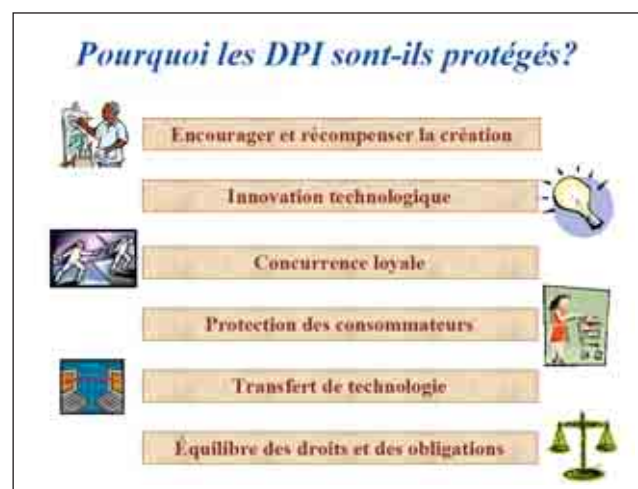 Pourquoi les DPI sont-ils protégés?
Encourager et récompenser la création
Innovation technologique
Concurrence loyale
Protection des consommateurs
Transfert de technologie
Équilibre des droits et des obligations